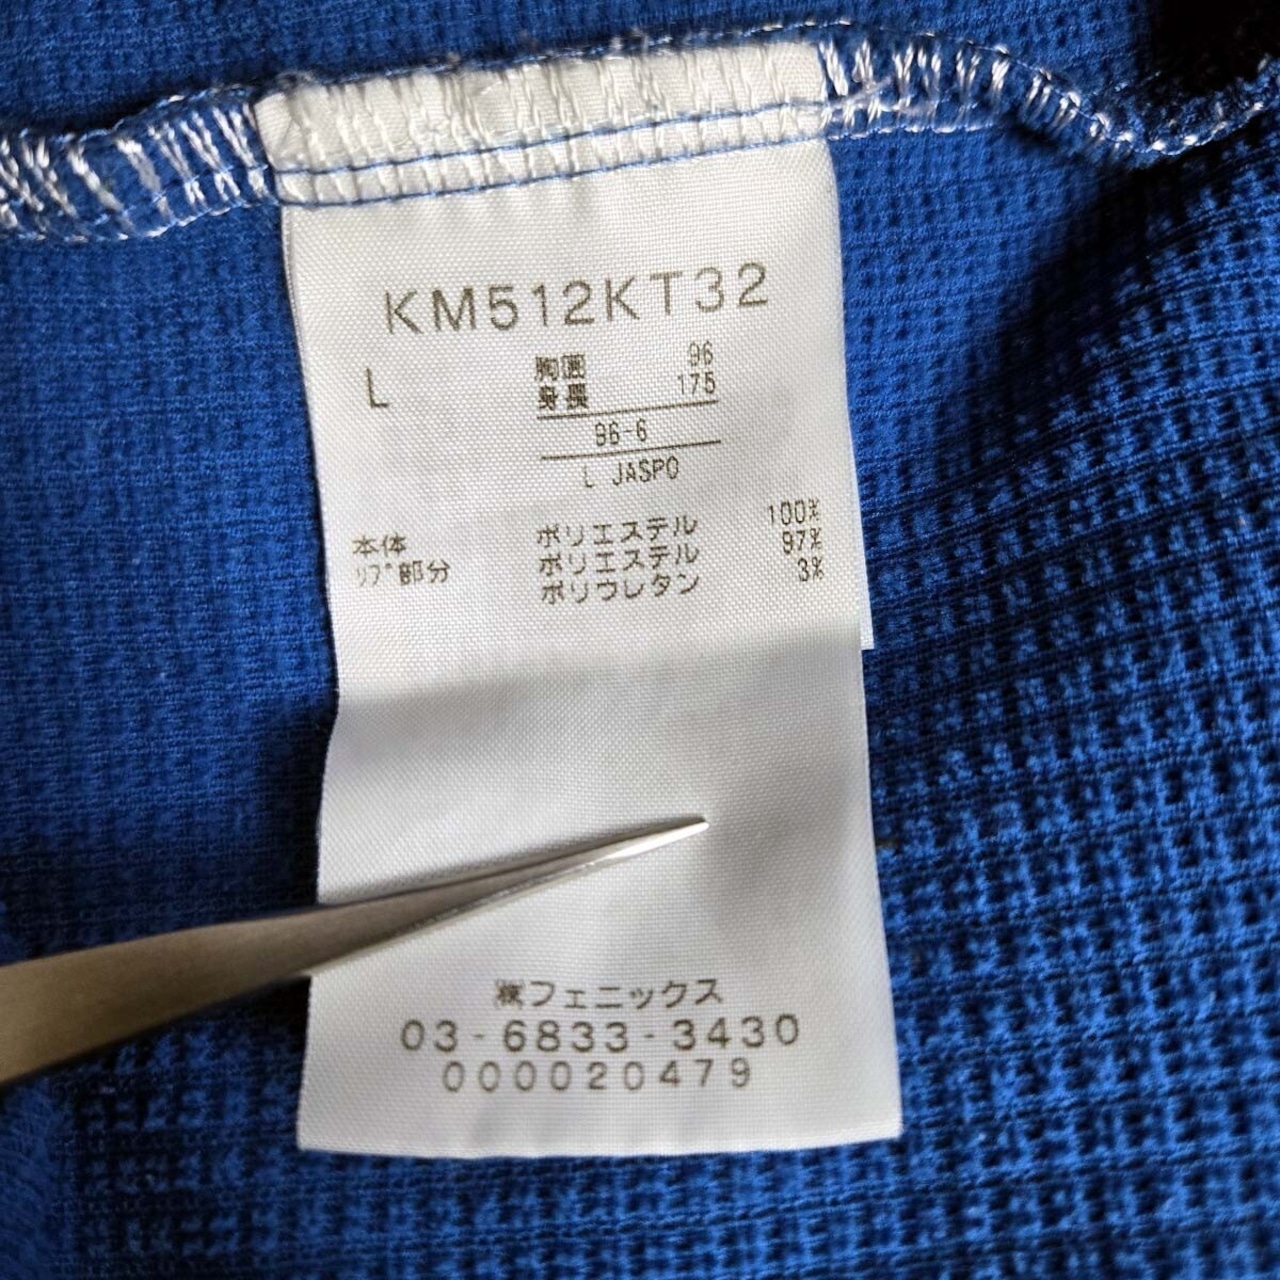 KM512KT32
L 胸囲 96
身長 175
96-6
L JASPO
本体 ポリエステル 100%
リブ部分 ポリエステル 97%
ポリウレタン 3%
㈱フェニックス
03-6833-3430
000020479